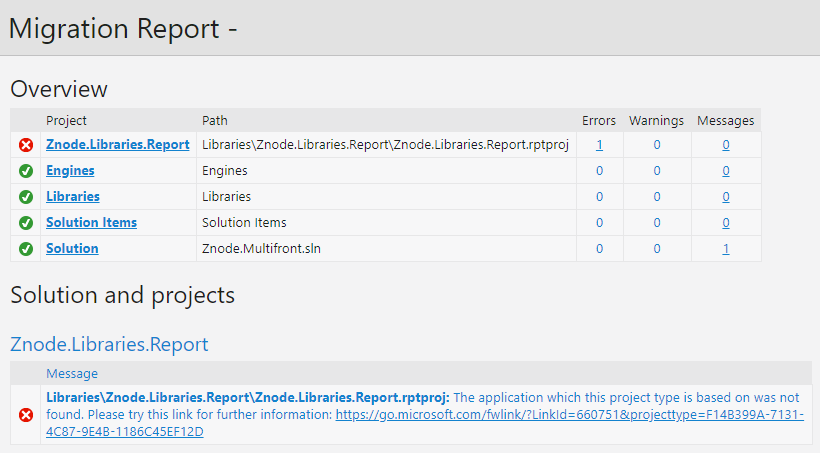 Migration Report -
Overview
Project Path Errors Warnings Messages
Znode.Libraries.Report Libraries\Znode.Libraries.Report\Znode.Libraries.Report.rptproj 1 0 0
Engines Engines 0 0 0
Libraries Libraries 0 0 0
Solution Items Solution Items 0 0 0
Solution Znode.Multifront.sln 0 0 1
Solution and projects
Znode.Libraries.Report
Message
Libraries\Znode.Libraries.Report\Znode.Libraries.Report.rptproj: The application which this project type is based on was not
found. Please try this link for further information: https://go.microsoft.com/fwlink/?LinkId=660751&projecttype=F14B399A-7131-
4C87-9E4B-1186C45EF12D